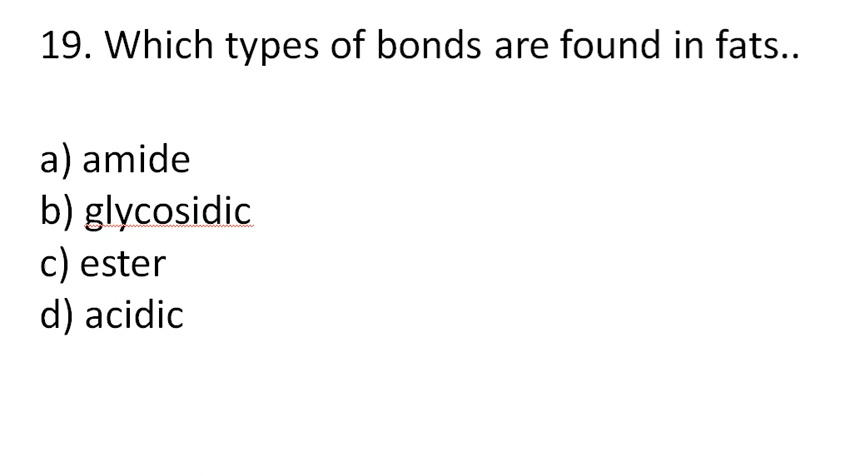 19. Which types of bonds are found in fats..
a) amide
b) glycosidic
c) ester
d) acidic